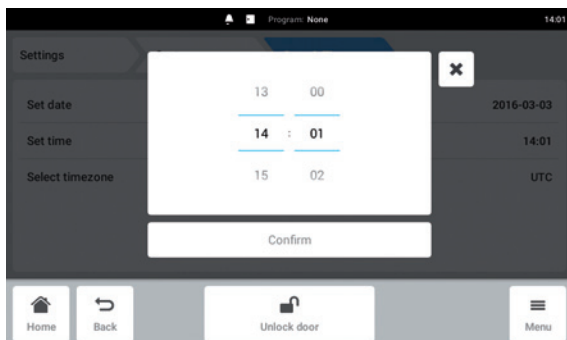 Program: None
14:01
Settings
Set date
2016-03-03
Set time
14:01
Select timezone
UTC
13 00
14 : 01
15 02
Confirm
Home
Back
Unlock door
Menu